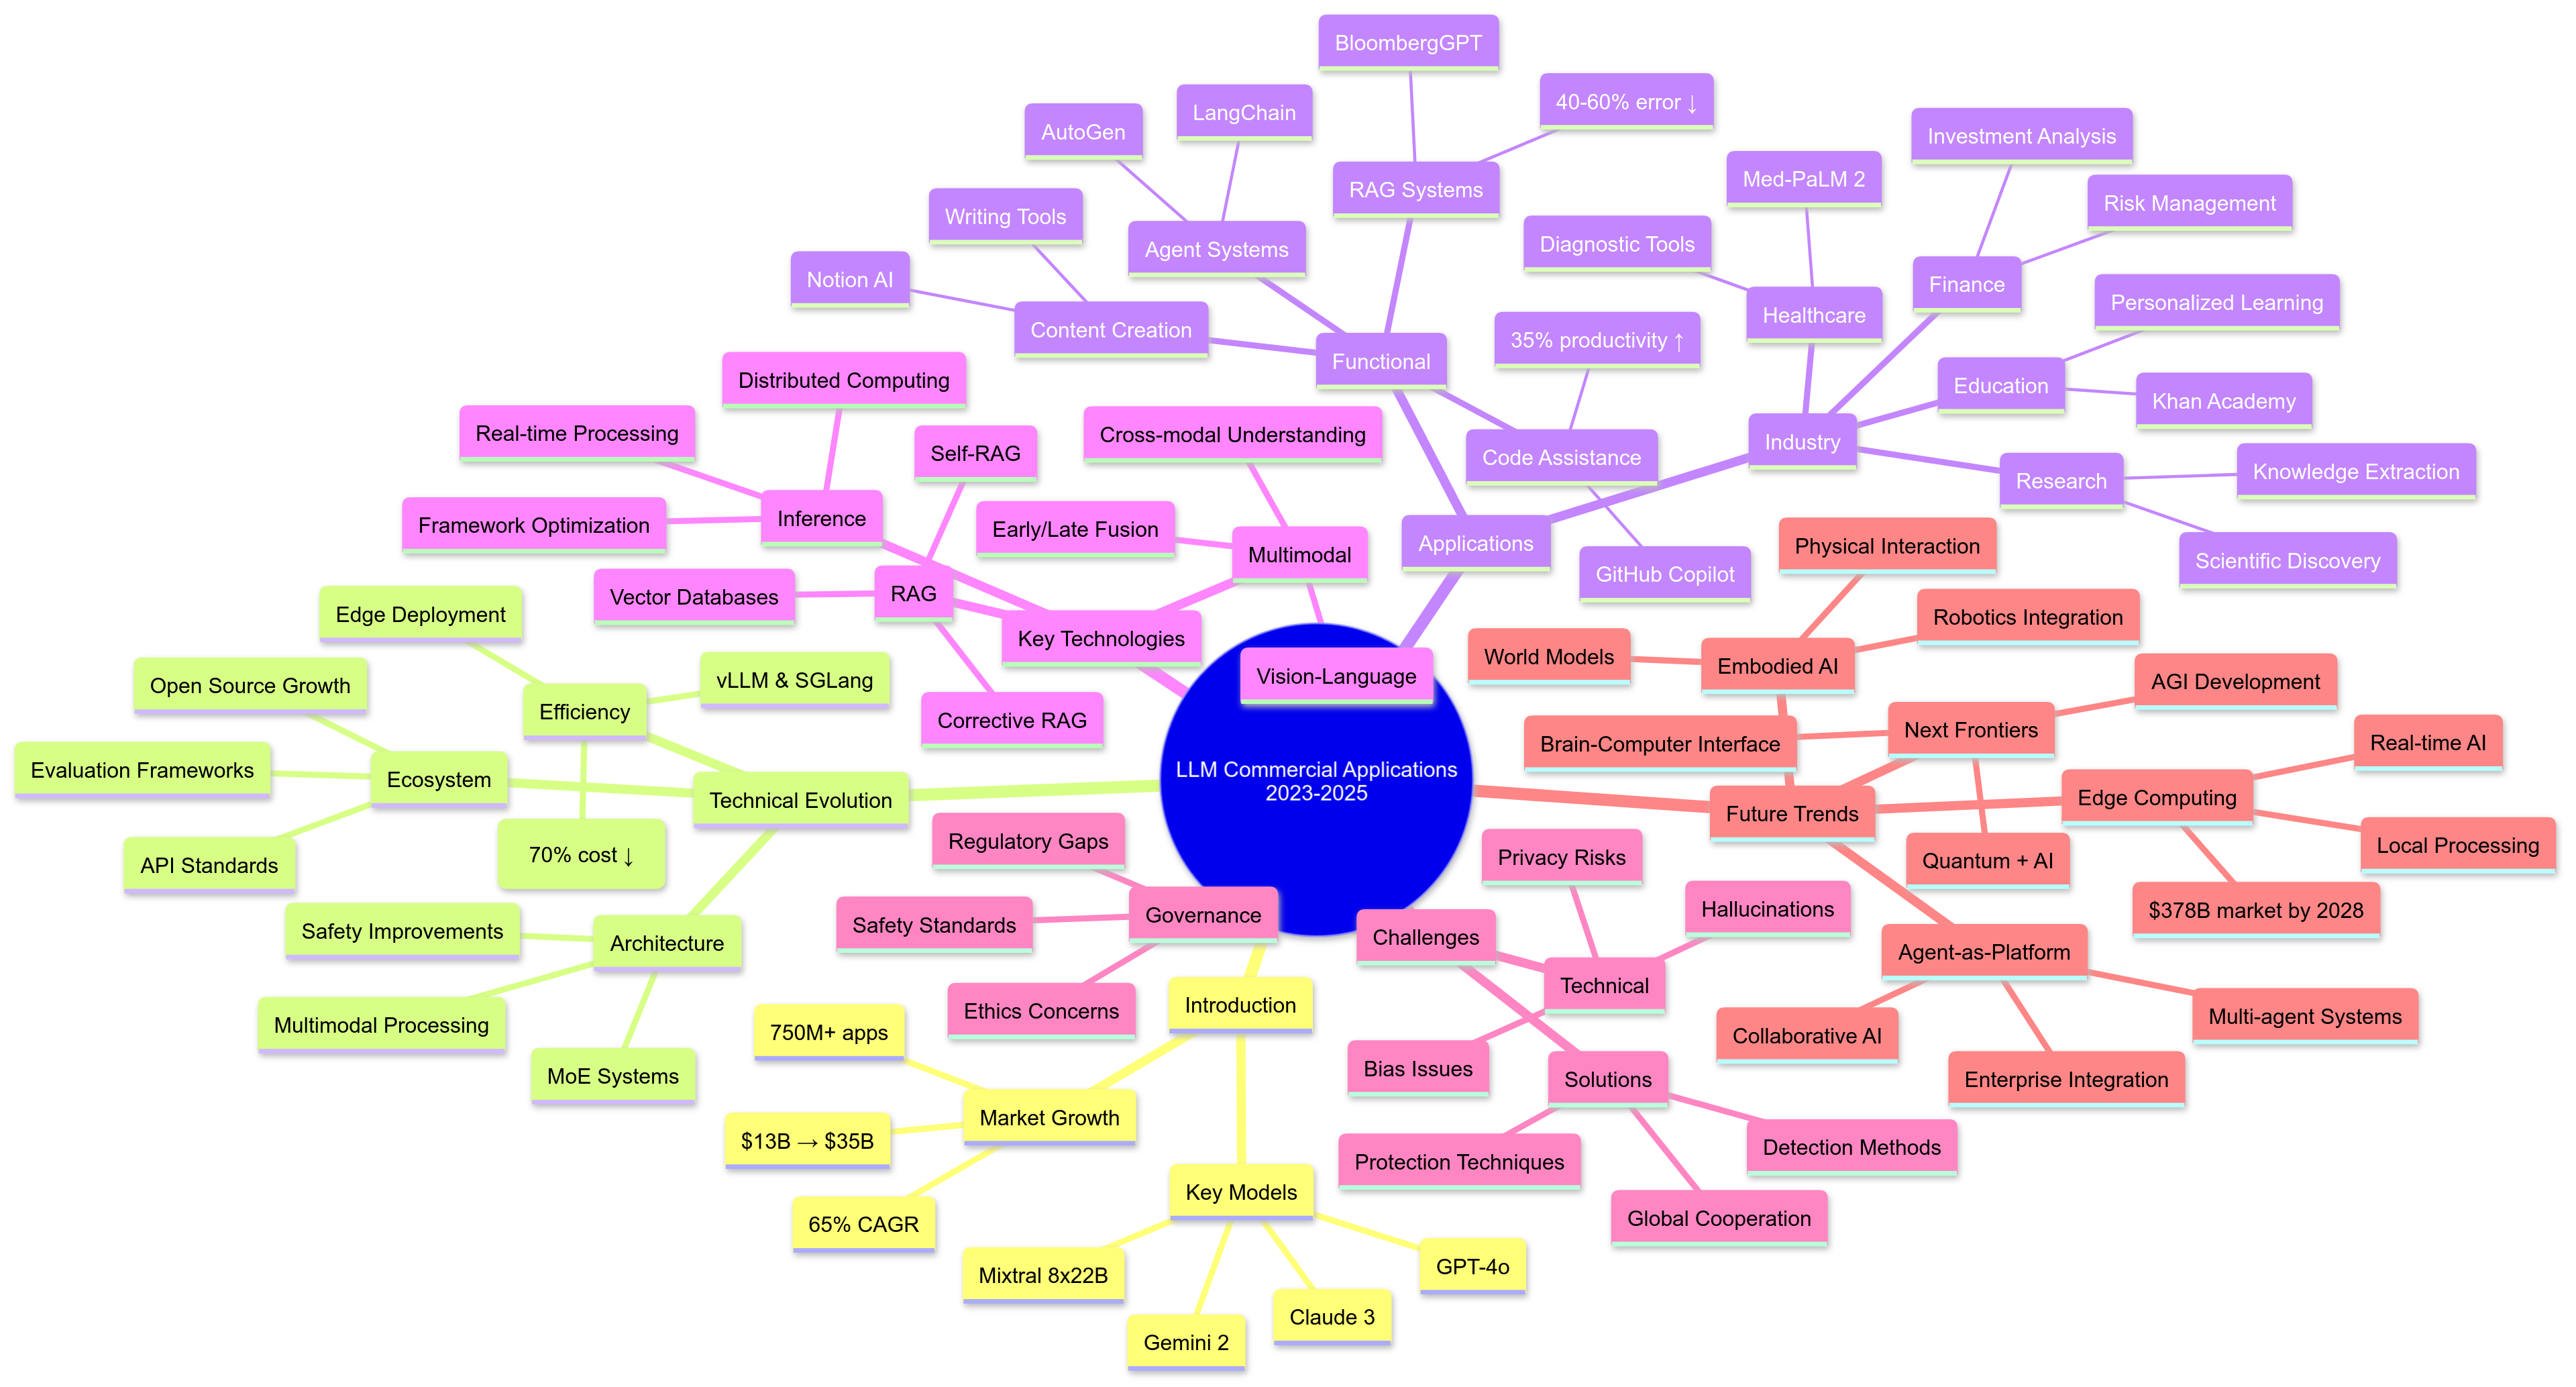 BloombergGPT
40-60% error ↓
LangChain
AutoGen
Investment Analysis
Med-PaLM 2
RAG Systems
Risk Management
Writing Tools
Agent Systems
Diagnostic Tools
Notion AI
Finance
Personalized Learning
Healthcare
Content Creation
35% productivity ↑
Functional
Distributed Computing
Education
Khan Academy
Real-time Processing
Cross-modal Understanding
Industry
Self-RAG
Code Assistance
Knowledge Extraction
Research
Inference
Framework Optimization
Early/Late Fusion
Applications
Physical Interaction
Multimodal
Scientific Discovery
GitHub Copilot
RAG
Vector Databases
Edge Deployment
Robotics Integration
Key Technologies
World Models
Embodied AI
Vision-Language
vLLM & SGLang
AGI Development
Open Source Growth
Efficiency
Corrective RAG
Next Frontiers
Brain-Computer Interface
Real-time AI
Evaluation Frameworks
LLM Commercial Applications
2023-2025
Ecosystem
Technical Evolution
Edge Computing
Future Trends
Regulatory Gaps
Local Processing
70% cost ↓
Privacy Risks
Quantum + AI
API Standards
Hallucinations
$378B market by 2028
Governance
Safety Standards
Safety Improvements
Challenges
Architecture
Agent-as-Platform
Technical
Introduction
Ethics Concerns
Multi-agent Systems
Multimodal Processing
750M+ apps
Collaborative AI
Bias Issues
MoE Systems
Solutions
Enterprise Integration
Market Growth
$13B → $35B
Detection Methods
Protection Techniques
Key Models
Global Cooperation
65% CAGR
GPT-4o
Mixtral 8x22B
Claude 3
Gemini 2